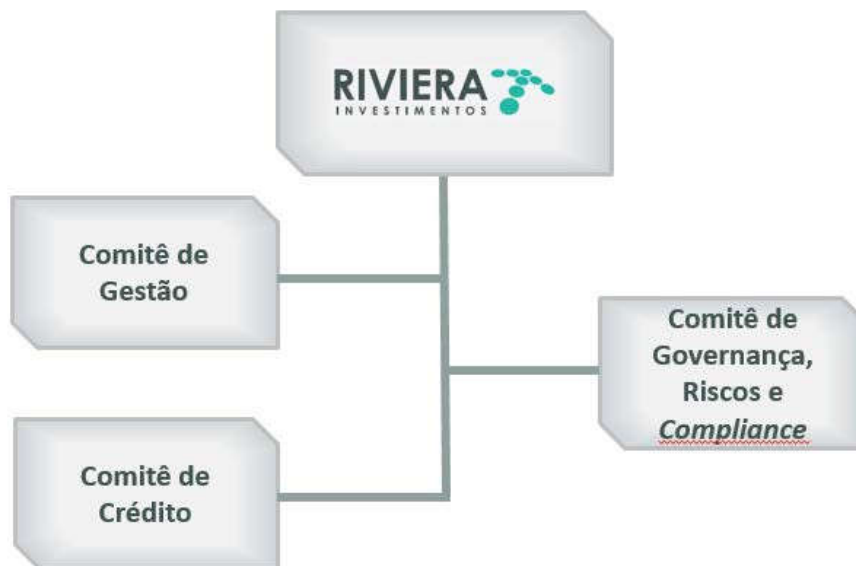 RIVIERA
INVESTIMENTOS
Comitê de
Gestão
Comitê de
Governança,
Riscos e
Compliance
Comitê de
Crédito